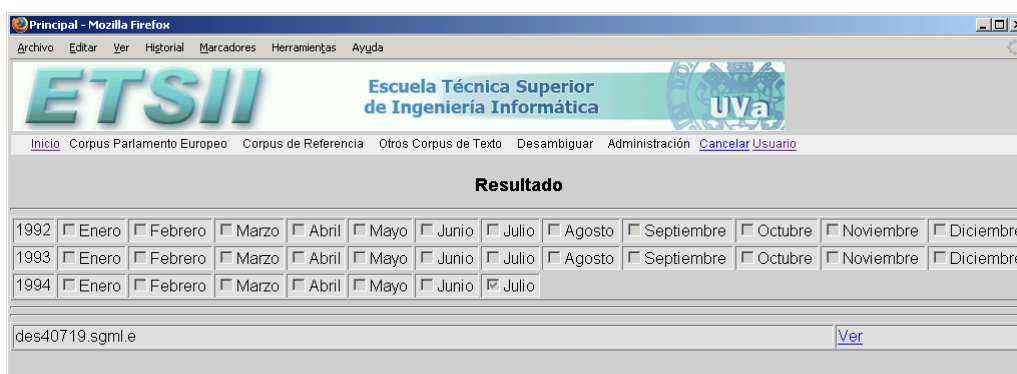 Principal - Mozilla Firefox
Archivo Editar Ver Historial Marcadores Herramientas Ayuda
ETSII Escuela Técnica Superior de Ingeniería Informática UVa
Inicio Corpus Parlamento Europeo Corpus de Referencia Otros Corpus de Texto Desambiguar Administración Cancelar Usuario
Resultado
1992 Enero Febrero Marzo Abril Mayo Junio Julio Agosto Septiembre Octubre Noviembre Diciembre
1993 Enero Febrero Marzo Abril Mayo Junio Julio Agosto Septiembre Octubre Noviembre Diciembre
1994 Enero Febrero Marzo Abril Mayo Junio Julio
des40719.sgml.e Ver